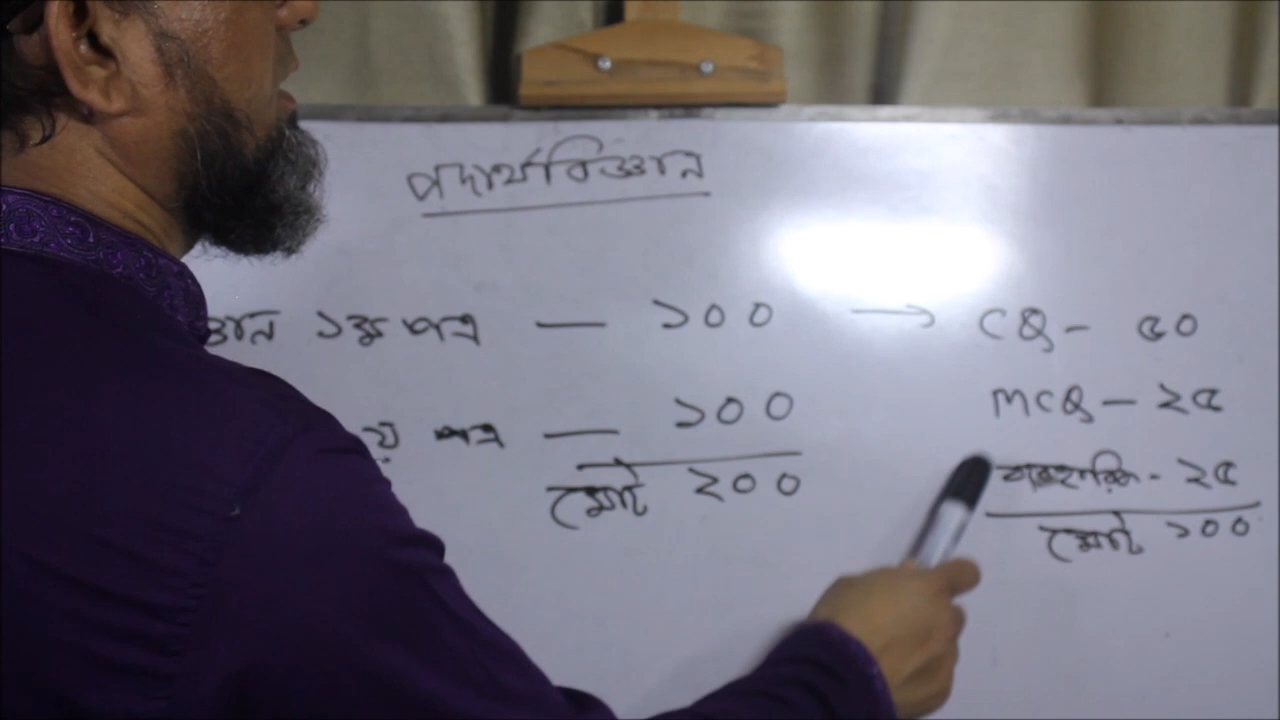 পদার্থবিজ্ঞান
জ্ঞান ১ম পত্র — ১০০ → CQ - ৫০
য় পত্র — ১০০ MCQ - ২৫
মোট ২০০ ব্যবহারিক - ২৫
মোট ১০০